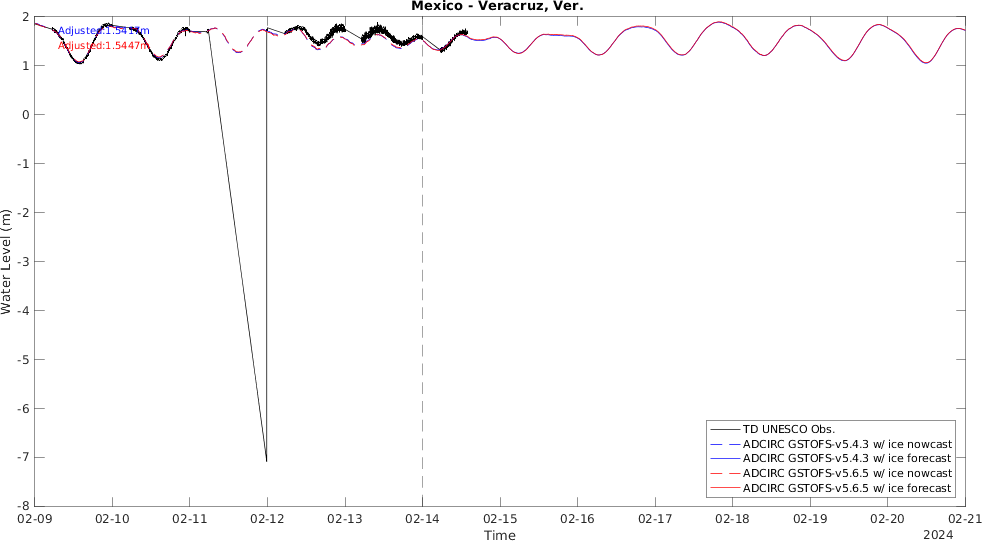 Mexico - Veracruz, Ver.
2
1
0
-1
-2
-3
-4
-5
-6
-7
-8
Water Level (m)
Adjusted:1.5417m
Adjusted:1.5447m
TD UNESCO Obs.
ADCIRC GSTOFS-v5.4.3 w/ ice nowcast
ADCIRC GSTOFS-v5.4.3 w/ ice forecast
ADCIRC GSTOFS-v5.6.5 w/ ice nowcast
ADCIRC GSTOFS-v5.6.5 w/ ice forecast
02-09 02-10 02-11 02-12 02-13 02-14 02-15 02-16 02-17 02-18 02-19 02-20 02-21
Time
2024